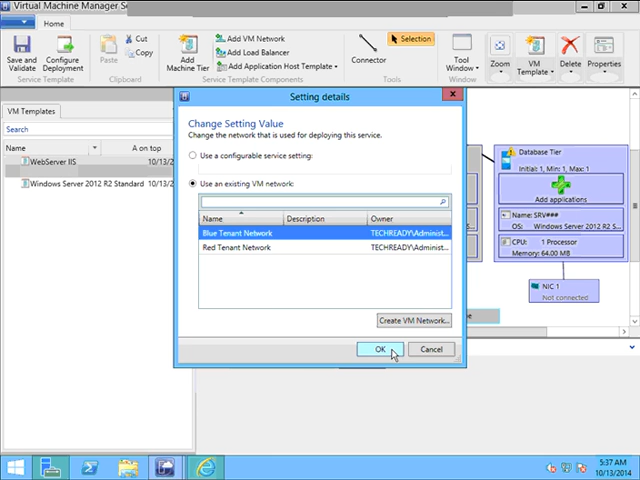 Virtual Machine Manager Se
Home
Save and
Validate
Configure
Deployment
Service Template
Paste
Cut
Copy
Clipboard
Add
Machine Tier
Add VM Network
Add Load Balancer
Add Application Host Template
Service Template Components
Connector
Selection
Tools
Tool
Window
Window
Zoom
VM
Template
Delete
Properties
VM Templates
Search
Name
A on top
WebServer IIS
10/13/2
Windows Server 2012 R2 Standard
10/13/2
Setting details
Change Setting Value
Change the network that is used for deploying this service.
Use a configurable service setting:
Use an existing VM network:
Name
Description
Owner
Blue Tenant Network
TECHREADY\Administ...
Red Tenant Network
TECHREADY\Administ...
Create VM Network...
OK
Cancel
Database Tier
Initial: 1, Min: 1, Max: 1
Add applications
Name: SRV###
OS: Windows Server 2012 R2 S...
CPU: 1 Processor
Memory: 64.00 MB
NIC 1
Not connected
5:37 AM
10/13/2014